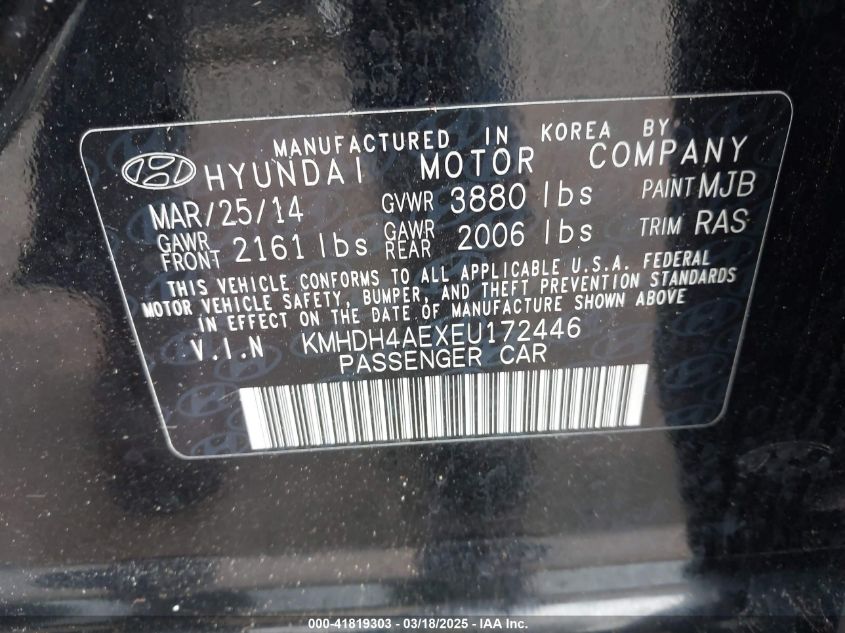 MANUFACTURED IN KOREA BY
HYUNDAI MOTOR COMPANY
MAR/25/14 GVWR 3880 lbs PAINT MJB
GAWR FRONT 2161 lbs GAWR REAR 2006 lbs TRIM RAS
THIS VEHICLE CONFORMS TO ALL APPLICABLE U.S.A. FEDERAL
MOTOR VEHICLE SAFETY, BUMPER, AND THEFT PREVENTION STANDARDS
IN EFFECT ON THE DATE OF MANUFACTURE SHOWN ABOVE
V.I.N KMHDH4AEXEU172446
PASSENGER CAR
000-41819303 — 03/18/2025 — IAA Inc.